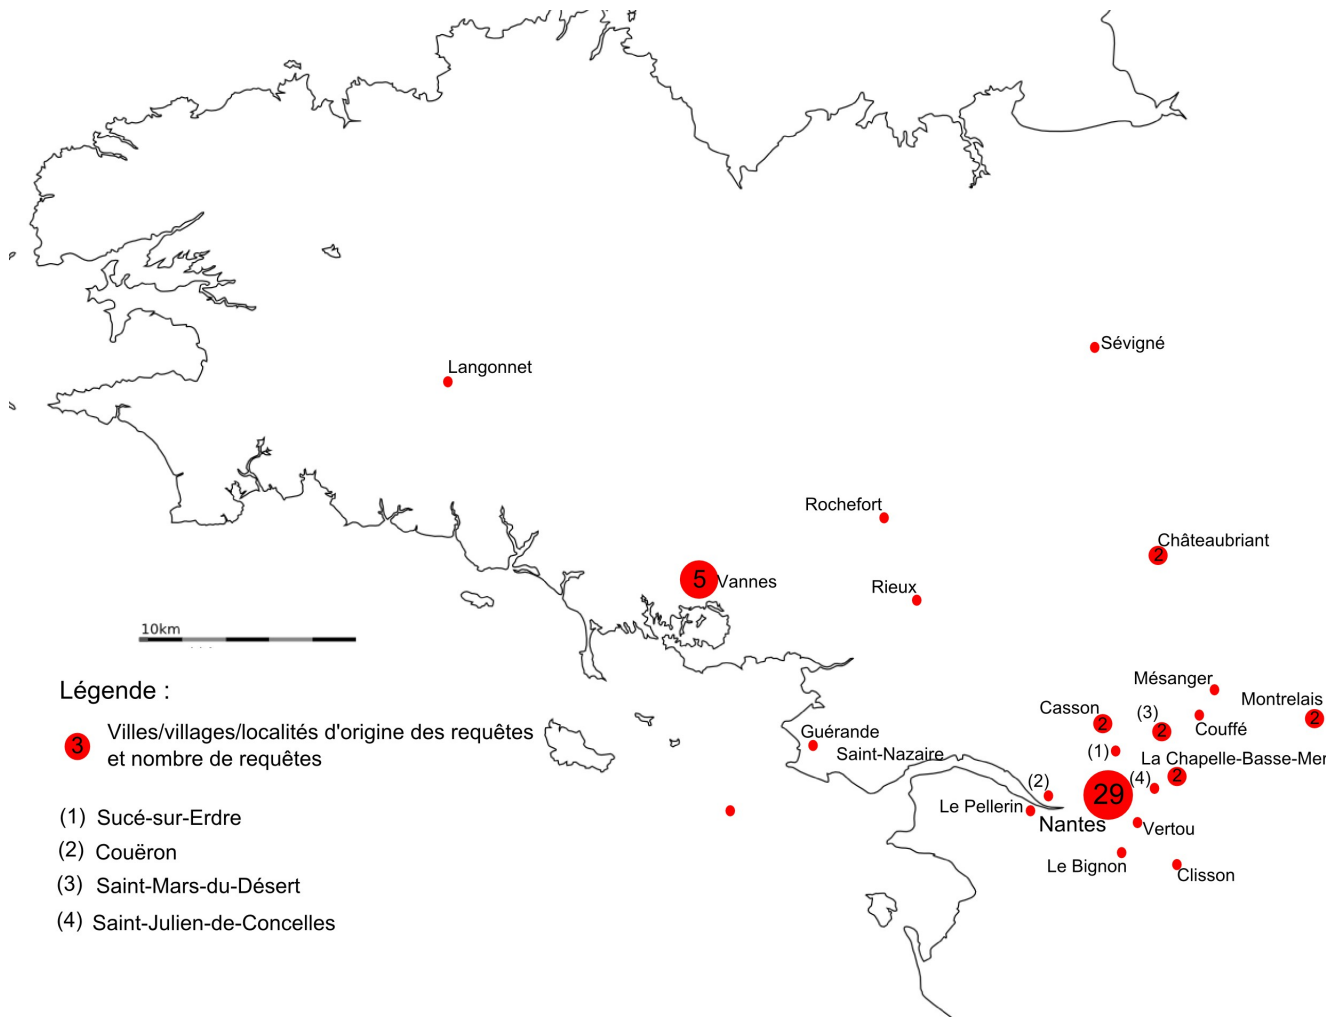 Sévigné
Langonnet
Rochefort
Châteaubriant
2
5
Vannes
Rieux
10km
Mésanger
Montrelais
2
Légende :
Casson
2
(3)
2
Couffé
3
Villes/villages/localités d'origine des requêtes
et nombre de requêtes
Guérande
Saint-Nazaire
(1)
La Chapelle-Basse-Mer
2
(2)
(4)
29
Le Pellerin
Nantes
Vertou
(1) Sucé-sur-Erdre
(2) Couëron
Le Bignon
Clisson
(3) Saint-Mars-du-Désert
(4) Saint-Julien-de-Concelles